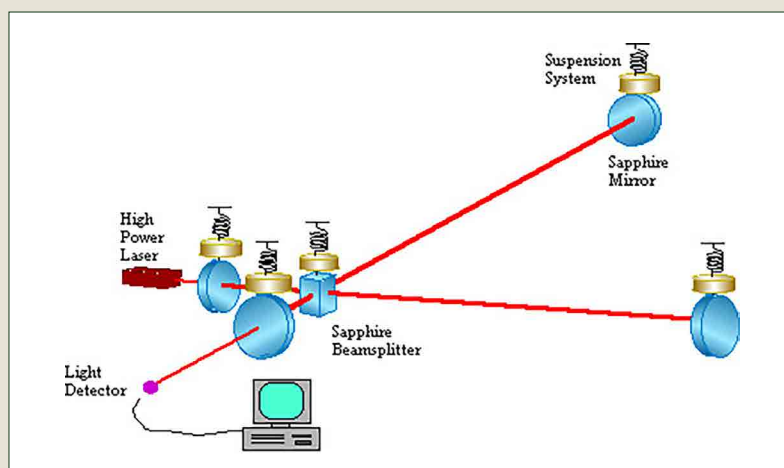 Suspension
System
Sapphire
Mirror
High
Power
Laser
Sapphire
Beamsplitter
Light
Detector